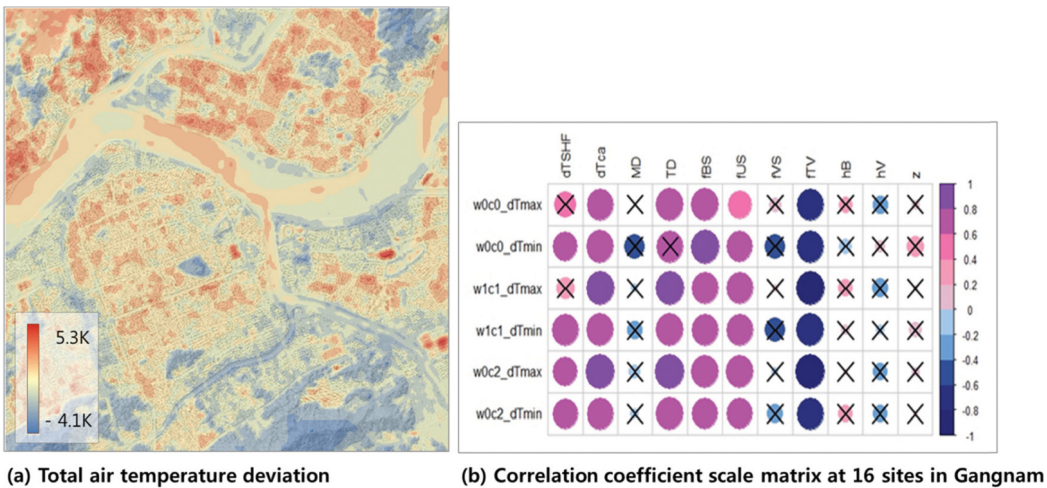 5.3K
- 4.1K
(a) Total air temperature deviation
dTSHF dTca MD TD fBS fUS fVS fTV hB hV z
w0c0_dTmax
w0c0_dTmin
w1c1_dTmax
w1c1_dTmin
w0c2_dTmax
w0c2_dTmin
1
0.8
0.6
0.4
0.2
0
-0.2
-0.4
-0.6
-0.8
-1
(b) Correlation coefficient scale matrix at 16 sites in Gangnam